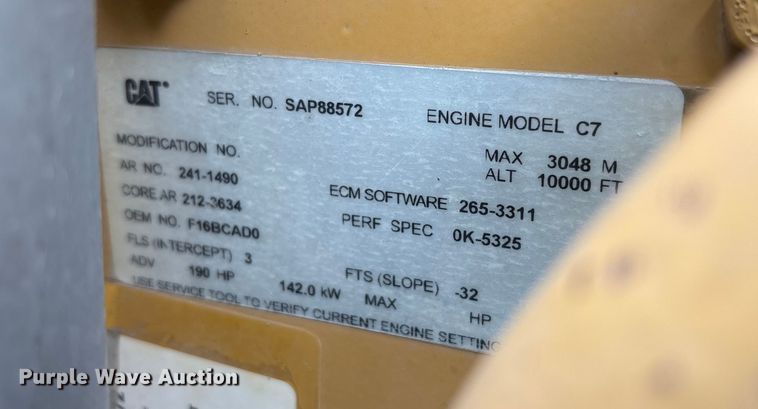 CAT SER. NO. SAP88572 ENGINE MODEL C7
MODIFICATION NO. MAX 3048 M
AR NO. 241-1490 ALT 10000 FT
CORE AR 212-3634 ECM SOFTWARE 265-3311
OEM NO. F16BCAD0 PERF SPEC 0K-5325
FLS (INTERCEPT) 3 FTS (SLOPE) -32
ADV 190 HP 142.0 kW MAX HP
USE SERVICE TOOL TO VERIFY CURRENT ENGINE SETTING
Purple Wave Auction